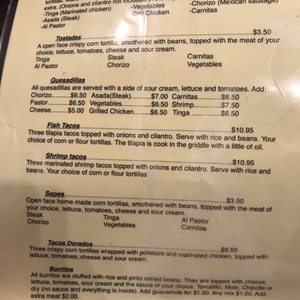 extra. (Onions and cilantro not included
-Tinga (Marinated chicken) -Vegetables -Chorizo (Mexican sausage)
-Asada (Steak) Grill Chicken -Carnitas
-Al Pastor
Tostadas $3.50
A open face crispy corn tortilla, smothered with beans, topped with the meat of your
choice, lettuce, tomatoes, cheese and sour cream.
Tinga Steak Carnitas
Al Pastor Chorizo Vegetables
Quesadillas
All quesadillas are served with a side of sour cream, lettuce and tomatoes. Add:
Chorizo.........$6.50 Asada(Steak)......$7.00 Carnitas.........$6.50
Pastor..........$6.50 Vegetables.........$6.50 Shrimp..........$7.50
Cheese.......$5.00 Grilled Chicken...$6.50 Tinga.............$6.50
Fish Tacos $10.95
Three tilapia tacos topped with onions and cilantro. Serve with rice and beans. Your
choice of corn or flour tortillas. The tilapia is cook in the griddle with a little of oil.
Shrimp tacos $10.95
Three marinated shrimp tacos topped with onions and cilantro. Serve with rice and
beans. Your choice of corn or flour tortillas
Sopes $3.50
Open face home made corn tortillas, smothered with beans, topped with the meat of
your choice, lettuce, tomatoes, cheese and sour cream.
Steak Tinga Al Pastor
Chorizo Vegetables Carnitas
Tacos Dorados $8.50
Three crispy corn tortillas wrapped with potatoes and marinated chicken, topped with
lettuce, tomatoes, cheese and sour cream.
Burritos
All burritos are stuffed with rice and pinto refried beans. They are topped with cheese,
lettuce, tomatoes, sour cream and the sauce of your choice. Tomatillo, Mole, Chipotle or
dry (no sauce and everything is inside). Add guacamole for $1.50. Any mix $1.00. Add
extra meat $2.00